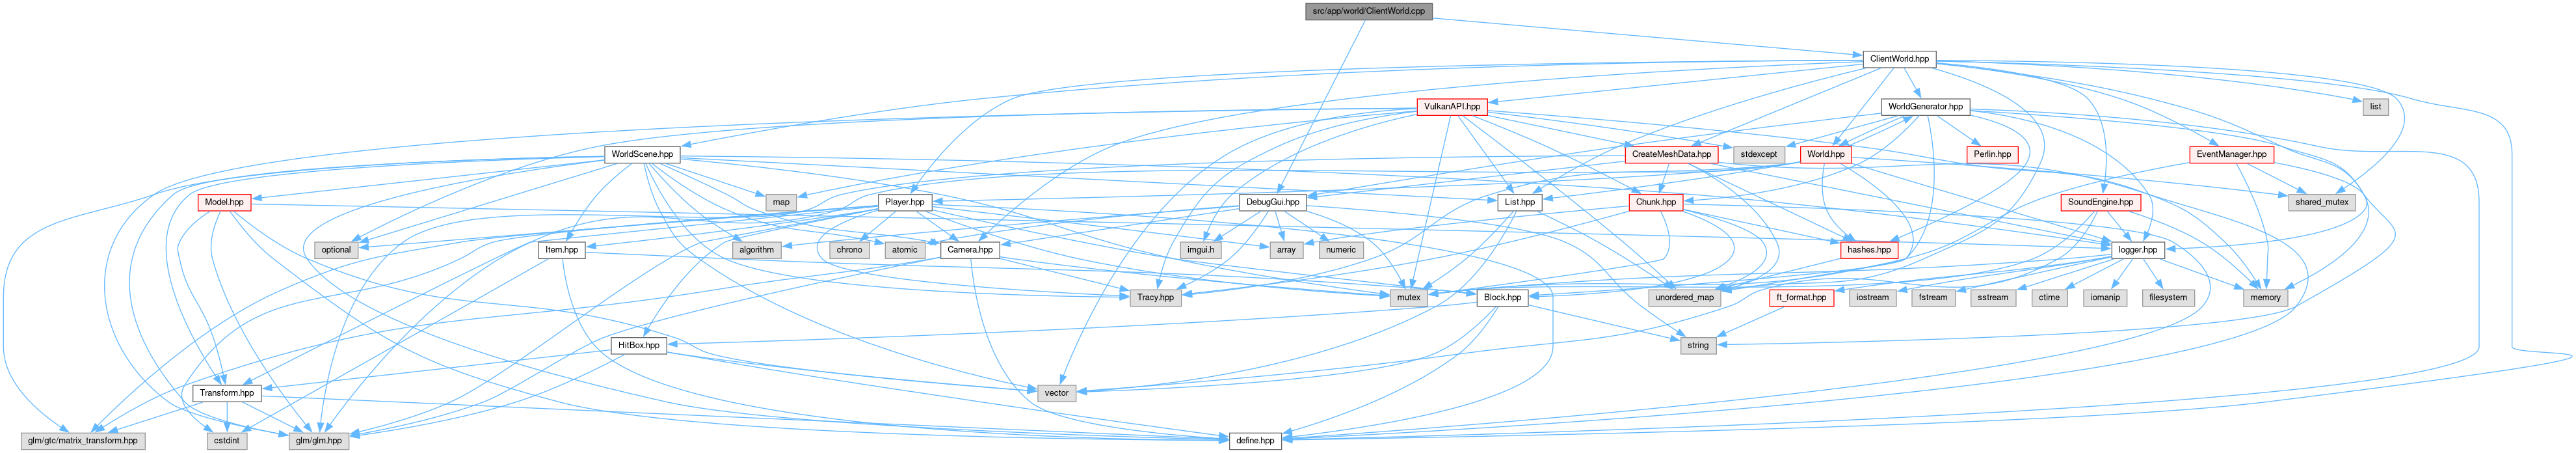 src/app/world/ClientWorld.cpp
ClientWorld.hpp
VulkanAPI.hpp
WorldGenerator.hpp
list
WorldScene.hpp
CreateMeshData.hpp
stdexcept
World.hpp
Perlin.hpp
EventManager.hpp
Model.hpp
map
Player.hpp
DebugGui.hpp
List.hpp
Chunk.hpp
SoundEngine.hpp
shared_mutex
optional
Item.hpp
algorithm
chrono
atomic
Camera.hpp
imgui.h
array
numeric
hashes.hpp
logger.hpp
Tracy.hpp
mutex
Block.hpp
unordered_map
ft_format.hpp
iostream
fstream
sstream
ctime
iomanip
filesystem
memory
HitBox.hpp
string
Transform.hpp
vector
glm/gtc/matrix_transform.hpp
cstdint
glm/glm.hpp
define.hpp